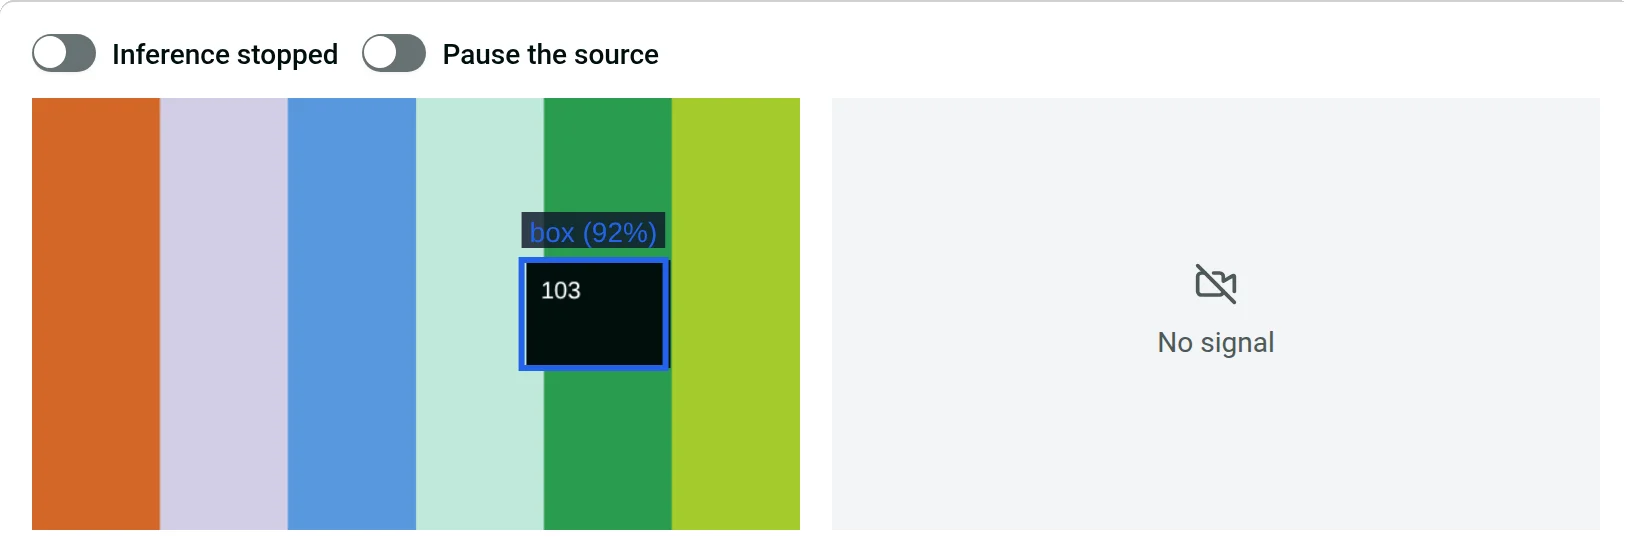 Inference stopped
Pause the source
box (92%)
103
No signal